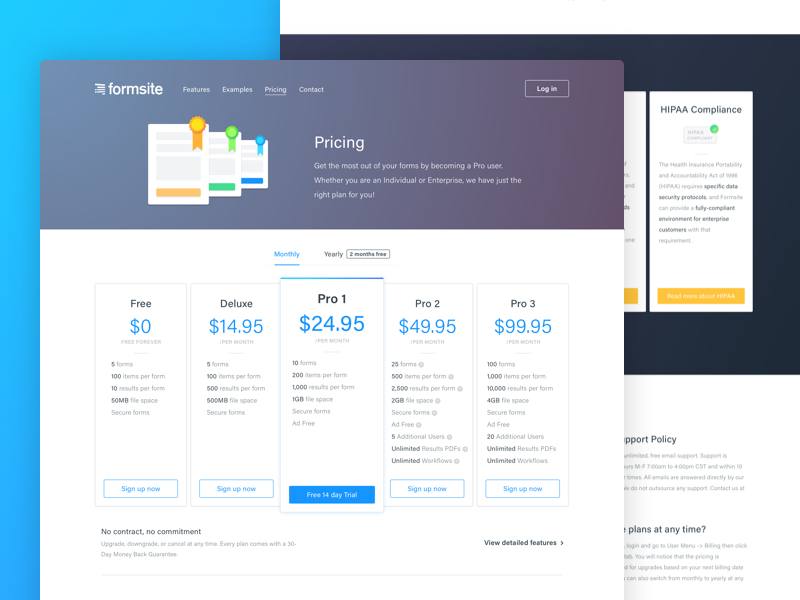 formsite
Features
Examples
Pricing
Contact
Log in
Pricing
Get the most out of your forms by becoming a Pro user.
Whether you are an Individual or Enterprise, we have just the
right plan for you!
Monthly
Yearly 2 months free
Free
$0
FREE FOREVER
5 forms
100 items per form
10 results per form
50MB file space
Secure forms
Sign up now
Deluxe
$14.95
/PER MONTH
5 forms
100 items per form
500 results per form
500MB file space
Secure forms
Sign up now
Pro 1
$24.95
/PER MONTH
10 forms
200 items per form
1,000 results per form
1GB file space
Secure forms
Ad Free
Free 14 day Trial
Pro 2
$49.95
/PER MONTH
25 forms
500 items per form
2,500 results per form
2GB file space
Secure forms
Ad Free
5 Additional Users
Unlimited Results PDFs
Unlimited Workflows
Sign up now
Pro 3
$99.95
/PER MONTH
100 forms
1,000 items per form
10,000 results per form
4GB file space
Secure forms
Ad Free
20 Additional Users
Unlimited Results PDFs
Unlimited Workflows
Sign up now
No contract, no commitment
Upgrade, downgrade, or cancel at any time. Every plan comes with a 30-
Day Money Back Guarantee.
View detailed features
HIPAA Compliance
HIPAA
COMPLIANT
The Health Insurance Portability
and Accountability Act of 1996
(HIPAA) requires specific data
security protocols, and Formsite
can provide a fully-compliant
environment for enterprise
customers with that
requirement.
Read more about HIPAA
one
Policy
unlimited, free email support. Support is
M-F 7:00am to 4:00pm CST and within 10
times. All emails are answered directly by our
do not outsource any support. Contact us at
plans at any time?
login and go to User Menu -> Billing then click
You will notice that the pricing is
for upgrades based on your next billing date
can also switch from monthly to yearly at any